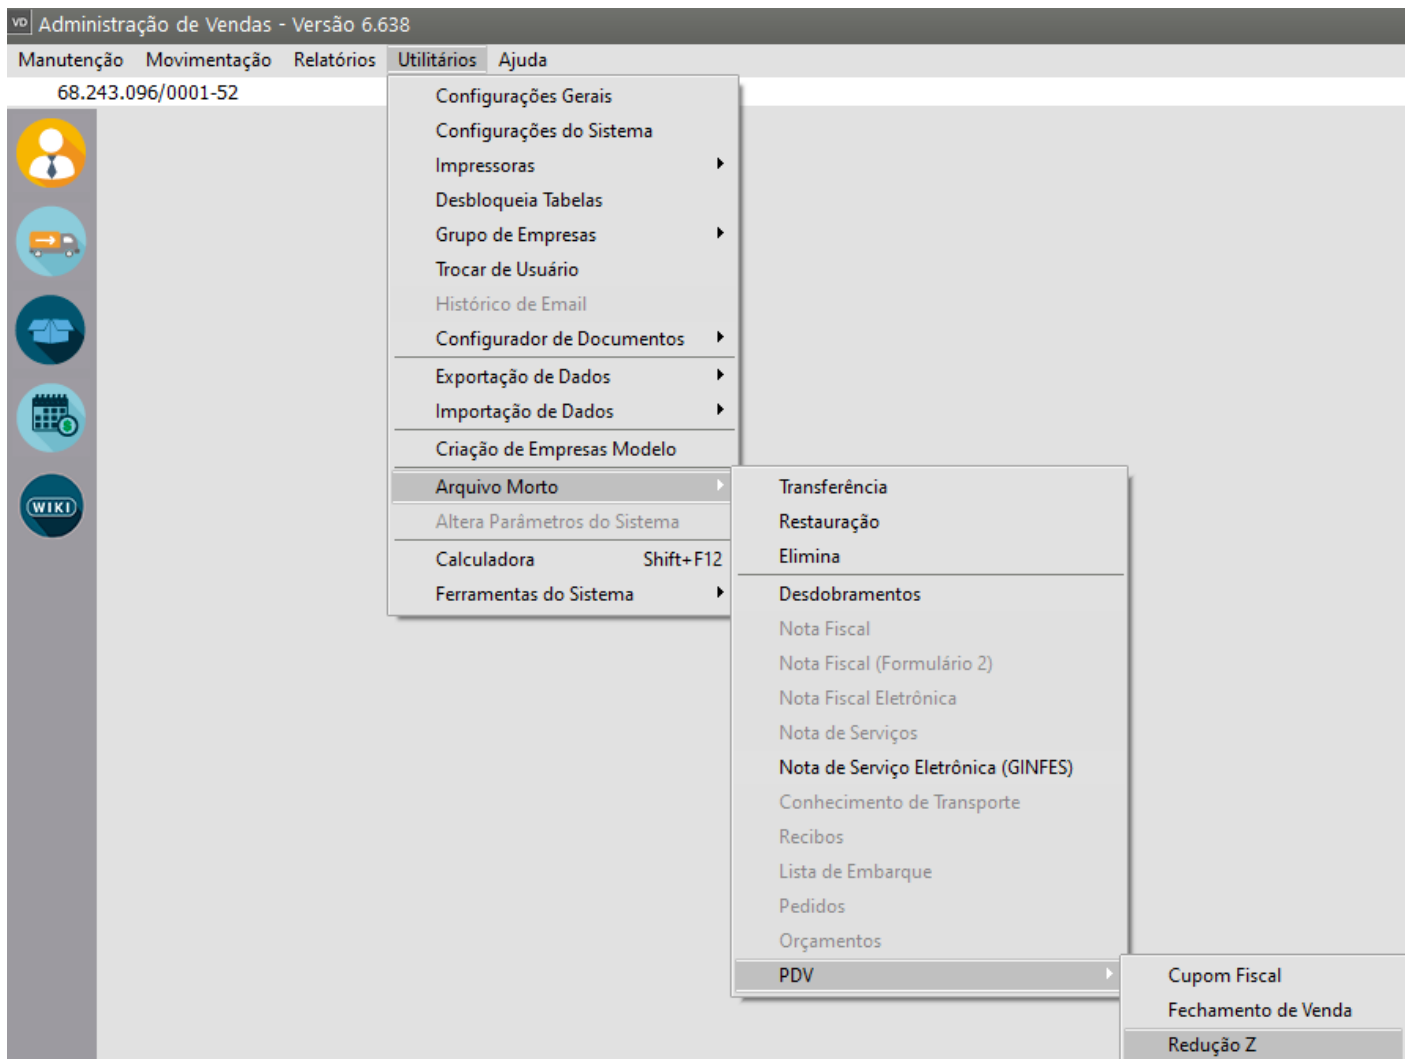 VD Administração de Vendas - Versão 6.638
Manutenção Movimentação Relatórios Utilitários Ajuda
68.243.096/0001-52
Configurações Gerais
Configurações do Sistema
Impressoras
Desbloqueia Tabelas
Grupo de Empresas
Trocar de Usuário
Histórico de Email
Configurador de Documentos
Exportação de Dados
Importação de Dados
Criação de Empresas Modelo
Arquivo Morto
Altera Parâmetros do Sistema
Calculadora Shift+F12
Ferramentas do Sistema
WIKI
Transferência
Restauração
Elimina
Desdobramentos
Nota Fiscal
Nota Fiscal (Formulário 2)
Nota Fiscal Eletrônica
Nota de Serviços
Nota de Serviço Eletrônica (GINFES)
Conhecimento de Transporte
Recibos
Lista de Embarque
Pedidos
Orçamentos
PDV
Cupom Fiscal
Fechamento de Venda
Redução Z